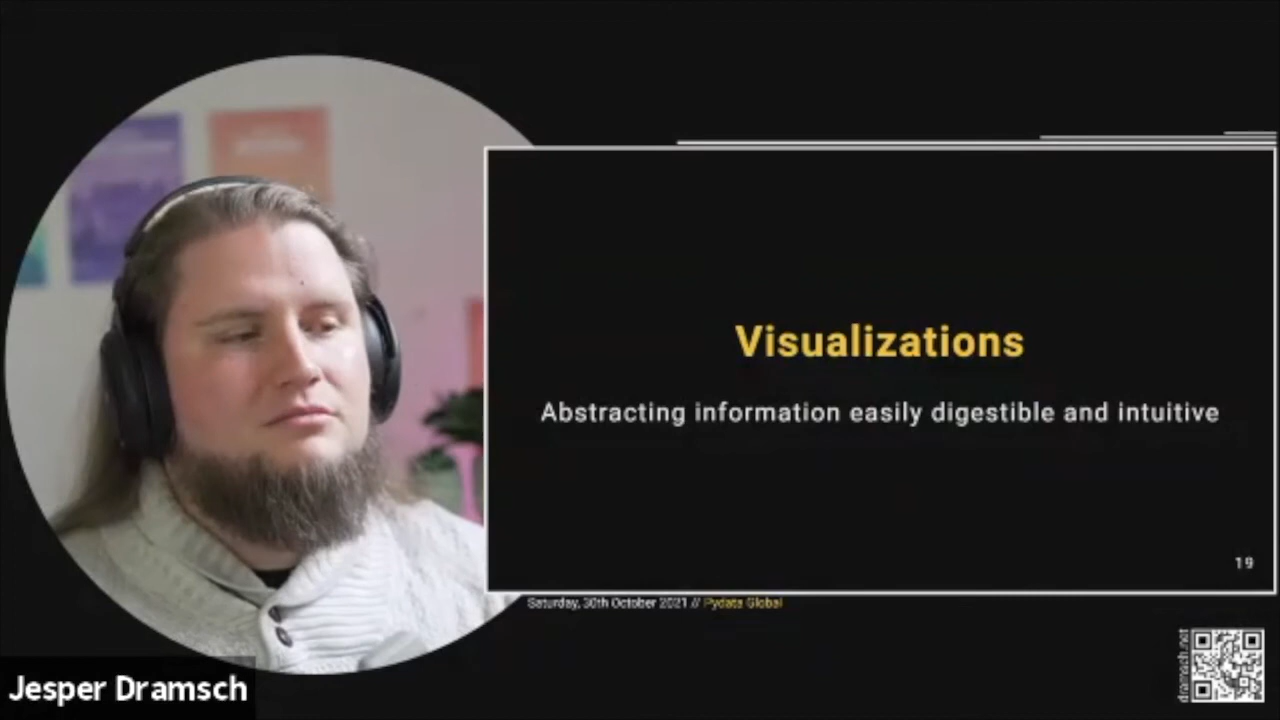 Visualizations
Abstracting information easily digestible and intuitive
19
Saturday, 30th October 2021 // Pydata Global
dramsch.net
Jesper Dramsch